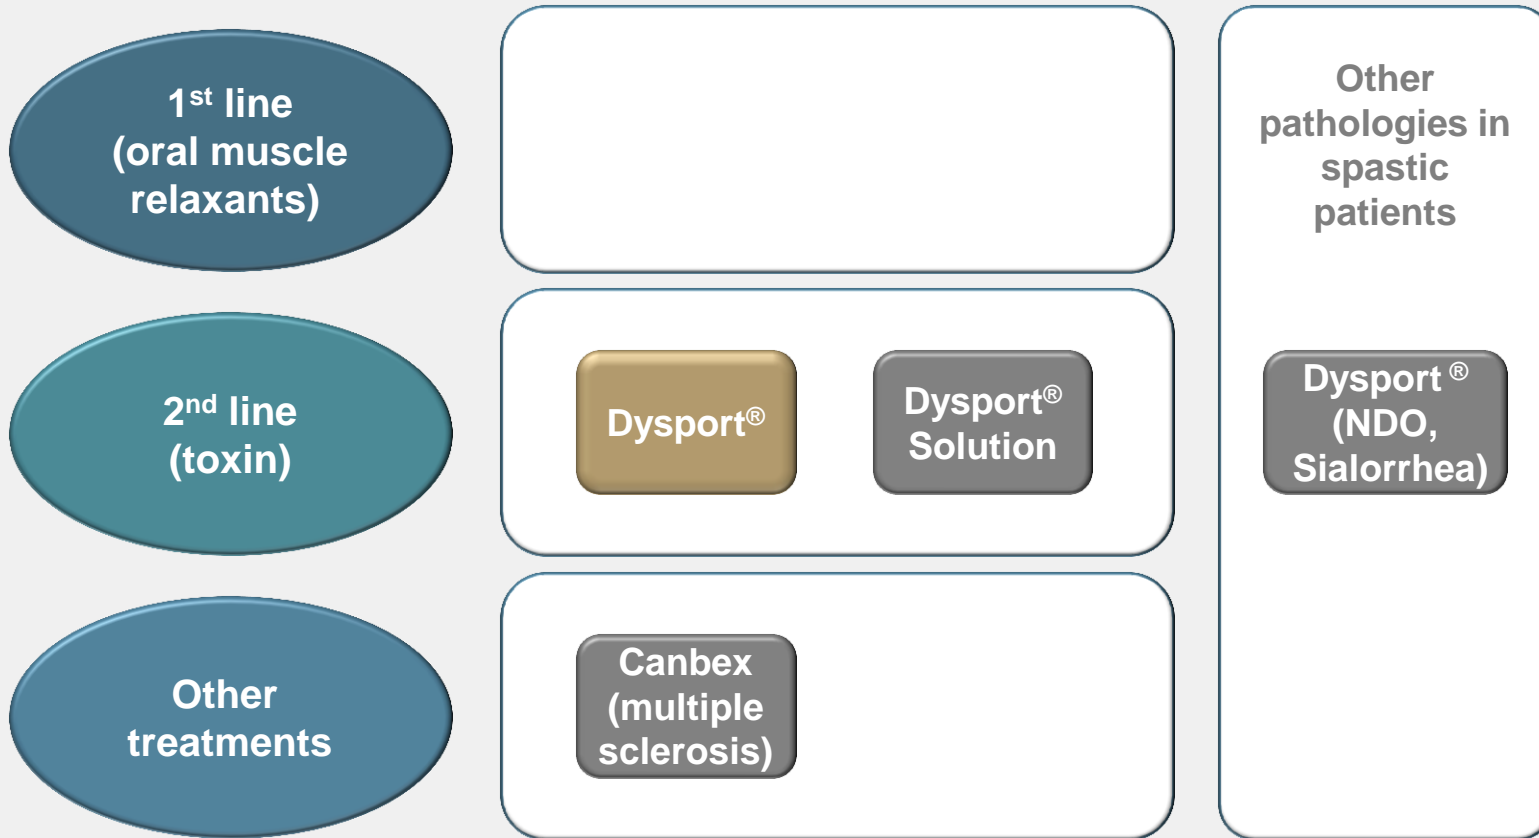 1st line
(oral muscle
relaxants)
Other
pathologies in
spastic
patients
2nd line
(toxin)
Dysport®
Dysport®
Solution
Dysport ®
(NDO,
Sialorrhea)
Other
treatments
Canbex
(multiple
sclerosis)